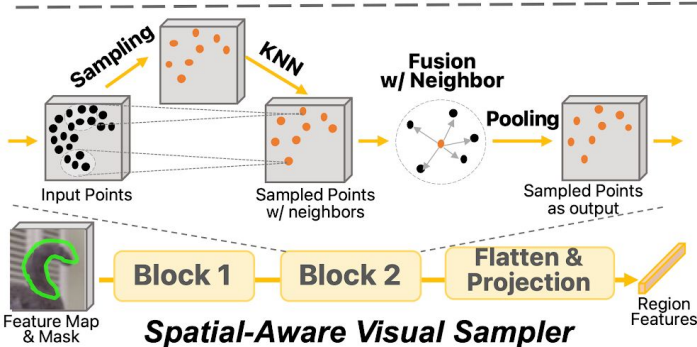 Sampling
KNN
Fusion
w/ Neighbor
Pooling
Input Points
Sampled Points
w/ neighbors
Sampled Points
as output
Block 1
Block 2
Flatten &
Projection
Feature Map
& Mask
Region
Features
Spatial-Aware Visual Sampler